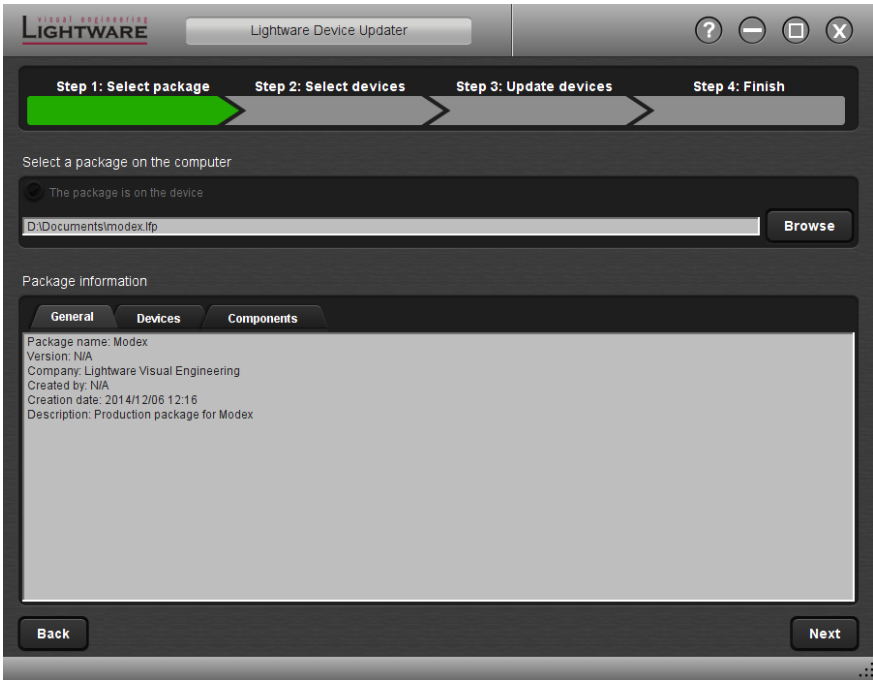 visual engineering
LIGHTWARE
Lightware Device Updater
?
X
Step 1: Select package
Step 2: Select devices
Step 3: Update devices
Step 4: Finish
Select a package on the computer
The package is on the device
D:\Documents\modex.lfp
Browse
Package information
General
Devices
Components
Package name: Modex
Version: N/A
Company: Lightware Visual Engineering
Created by: N/A
Creation date: 2014/12/06 12:16
Description: Production package for Modex
Back
Next